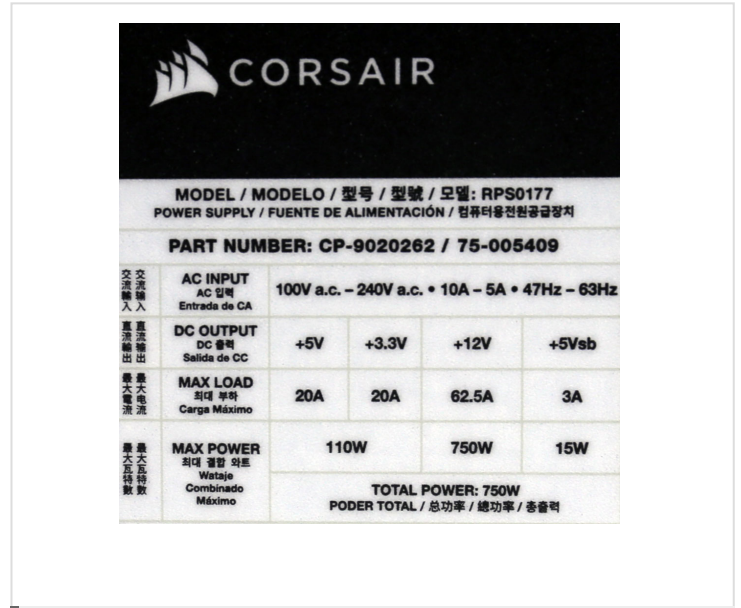 CORSAIR
MODEL / MODELO / 型号 / 型號 / 모델: RPS0177
POWER SUPPLY / FUENTE DE ALIMENTACIÓN / 컴퓨터용전원공급장치
PART NUMBER: CP-9020262 / 75-005409
交流輸入
交流输入
AC INPUT
AC 입력
Entrada de CA
100V a.c. – 240V a.c. • 10A – 5A • 47Hz – 63Hz
直流輸出
直流输出
DC OUTPUT
DC 출력
Salida de CC
+5V +3.3V +12V +5Vsb
最大電流
最大电流
MAX LOAD
최대 부하
Carga Máximo
20A 20A 62.5A 3A
最大瓦特數
最大瓦特数
MAX POWER
최대 결합 와트
Wataje
Combinado
Máximo
110W 750W 15W
TOTAL POWER: 750W
PODER TOTAL / 总功率 / 總功率 / 총출력